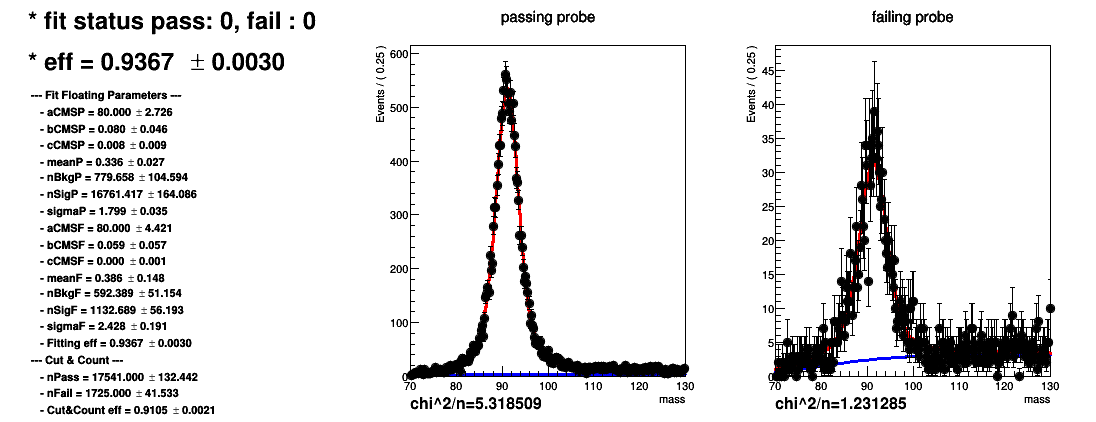 * fit status pass: 0, fail : 0
* eff = 0.9367 ± 0.0030
--- Fit Floating Parameters ---
- aCMSP = 80.000 ± 2.726
- bCMSP = 0.080 ± 0.046
- cCMSP = 0.008 ± 0.009
- meanP = 0.336 ± 0.027
- nBkgP = 779.658 ± 104.594
- nSigP = 16761.417 ± 164.086
- sigmaP = 1.799 ± 0.035
- aCMSF = 80.000 ± 4.421
- bCMSF = 0.059 ± 0.057
- cCMSF = 0.000 ± 0.001
- meanF = 0.386 ± 0.148
- nBkgF = 592.389 ± 51.154
- nSigF = 1132.689 ± 56.193
- sigmaF = 2.428 ± 0.191
- Fitting eff = 0.9367 ± 0.0030
--- Cut & Count ---
- nPass = 17541.000 ± 132.442
- nFail = 1725.000 ± 41.533
- Cut&Count eff = 0.9105 ± 0.0021
passing probe
Events / ( 0.25 )
600
500
400
300
200
100
0
70 80 90 100 110 120 130
mass
chi^2/n=5.318509
failing probe
Events / ( 0.25 )
45
40
35
30
25
20
15
10
5
0
70 80 90 100 110 120 130
mass
chi^2/n=1.231285